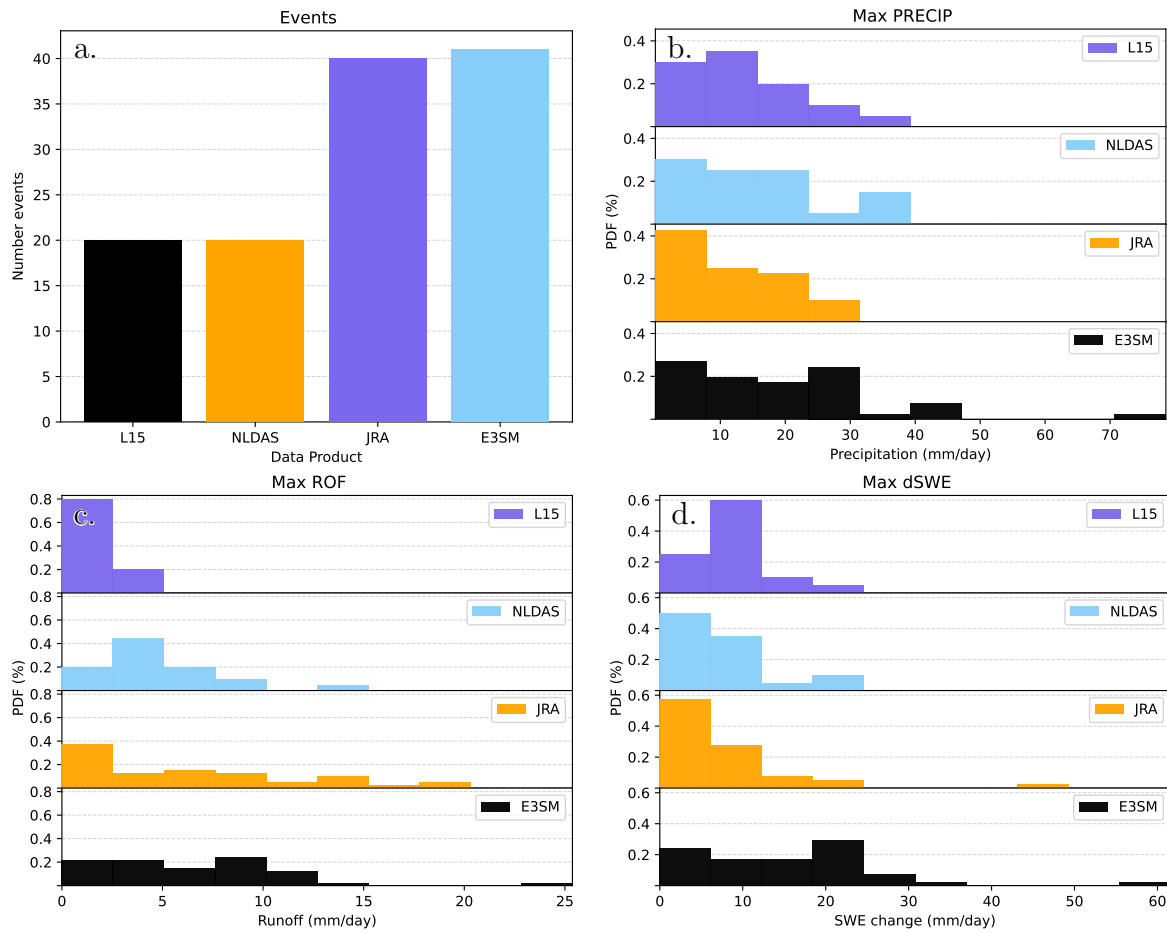 Events
a.
40
35
30
25
20
15
10
5
0
Number events
L15 NLDAS JRA E3SM
Data Product
Max PRECIP
b.
L15
0.4
0.2
NLDAS
0.4
0.2
JRA
0.4
0.2
E3SM
0.4
0.2
PDF (%)
10 20 30 40 50 60 70
Precipitation (mm/day)
Max ROF
c.
L15
0.8
0.6
0.4
0.2
NLDAS
0.8
0.6
0.4
0.2
JRA
0.8
0.6
0.4
0.2
E3SM
0.8
0.6
0.4
0.2
PDF (%)
0 5 10 15 20 25
Runoff (mm/day)
Max dSWE
d.
L15
0.6
0.4
0.2
NLDAS
0.6
0.4
0.2
JRA
0.6
0.4
0.2
E3SM
0.6
0.4
0.2
PDF (%)
0 10 20 30 40 50 60
SWE change (mm/day)